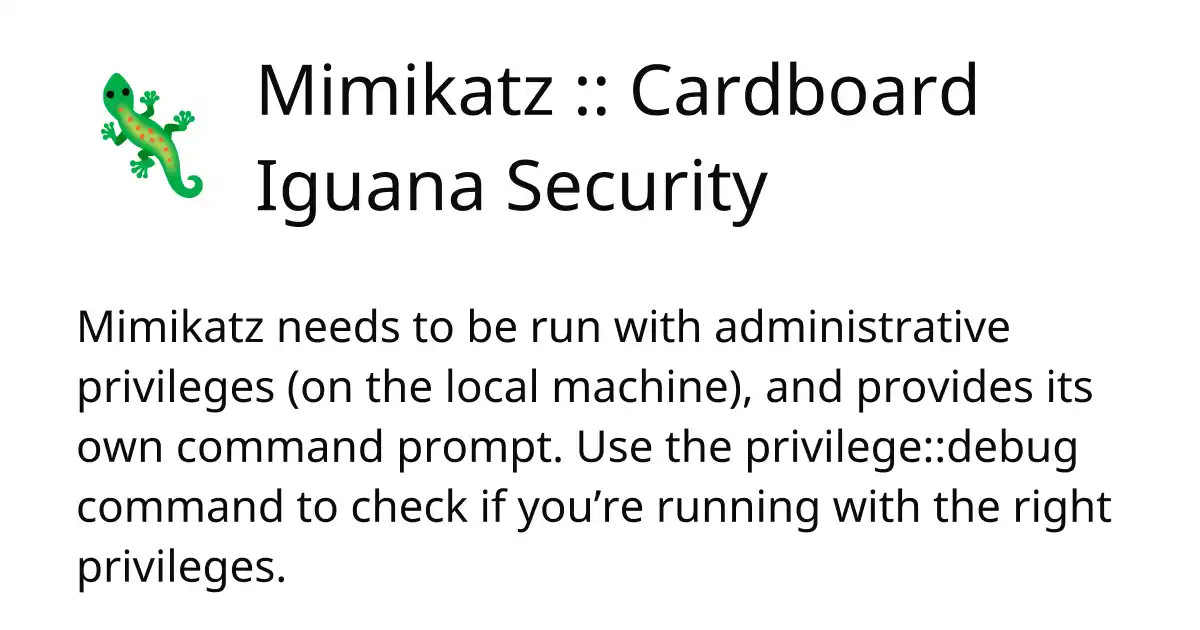 Mimikatz :: Cardboard
Iguana Security
Mimikatz needs to be run with administrative
privileges (on the local machine), and provides its
own command prompt. Use the privilege::debug
command to check if you’re running with the right
privileges.